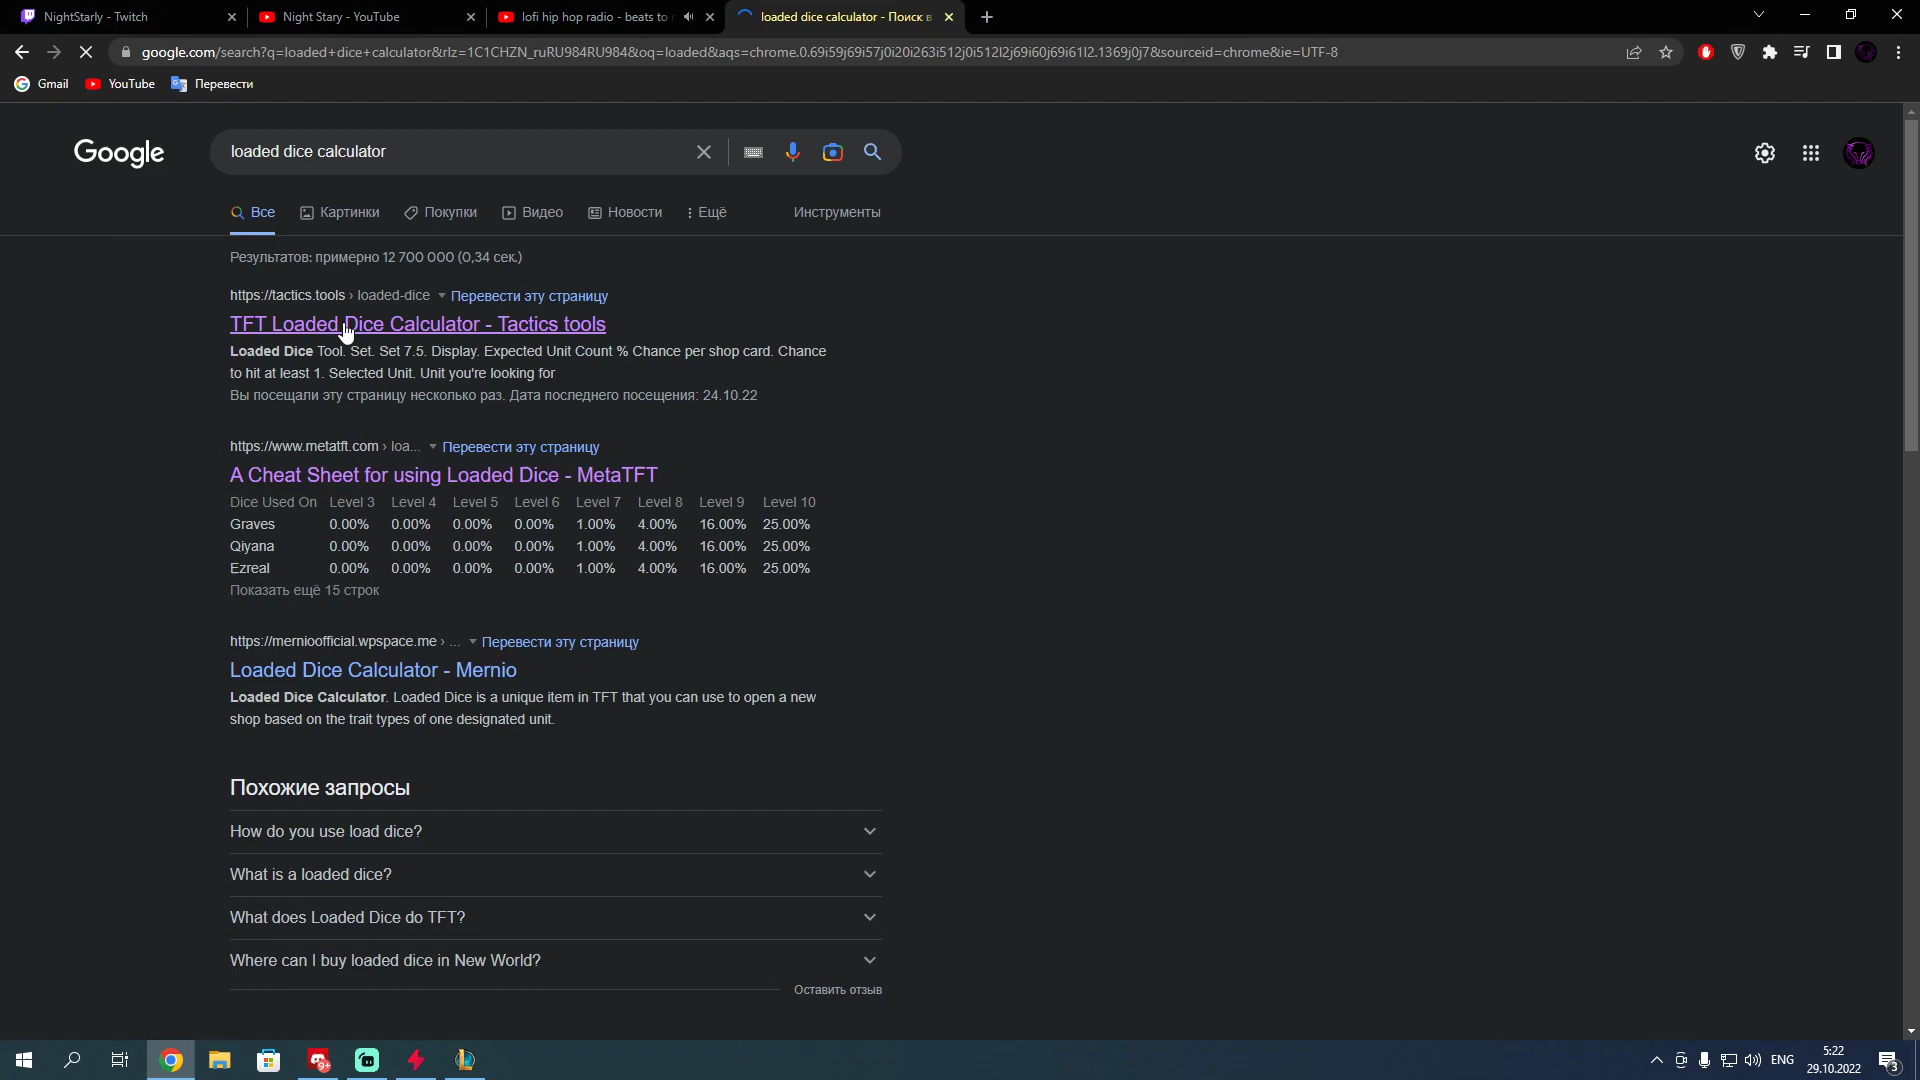 NightStarly - Twitch
Night Stary - YouTube
lofi hip hop radio - beats to
loaded dice calculator - Поиск в
google.com/search?q=loaded+dice+calculator&rlz=1C1CHZN_ruRU984RU984&oq=loaded&aqs=chrome.0.69i59j69i57j0i20i263i512j0i512l2j69i60j69i61l2.1369j0j7&sourceid=chrome&ie=UTF-8
Gmail
YouTube
Перевести
Google
loaded dice calculator
Все
Картинки
Покупки
Видео
Новости
Ещё
Инструменты
Результатов: примерно 12 700 000 (0,34 сек.)
https://tactics.tools › loaded-dice
Перевести эту страницу
TFT Loaded Dice Calculator - Tactics tools
Loaded Dice Tool. Set. Set 7.5. Display. Expected Unit Count % Chance per shop card. Chance
to hit at least 1. Selected Unit. Unit you're looking for
Вы посещали эту страницу несколько раз. Дата последнего посещения: 24.10.22
https://www.metatft.com › loa...
Перевести эту страницу
A Cheat Sheet for using Loaded Dice - MetaTFT
Dice Used On Level 3 Level 4 Level 5 Level 6 Level 7 Level 8 Level 9 Level 10
Graves 0.00% 0.00% 0.00% 0.00% 1.00% 4.00% 16.00% 25.00%
Qiyana 0.00% 0.00% 0.00% 0.00% 1.00% 4.00% 16.00% 25.00%
Ezreal 0.00% 0.00% 0.00% 0.00% 1.00% 4.00% 16.00% 25.00%
Показать ещё 15 строк
https://mernioofficial.wpspace.me › ...
Перевести эту страницу
Loaded Dice Calculator - Mernio
Loaded Dice Calculator. Loaded Dice is a unique item in TFT that you can use to open a new
shop based on the trait types of one designated unit.
Похожие запросы
How do you use load dice?
What is a loaded dice?
What does Loaded Dice do TFT?
Where can I buy loaded dice in New World?
Оставить отзыв
9+
ENG
5:22
29.10.2022
3